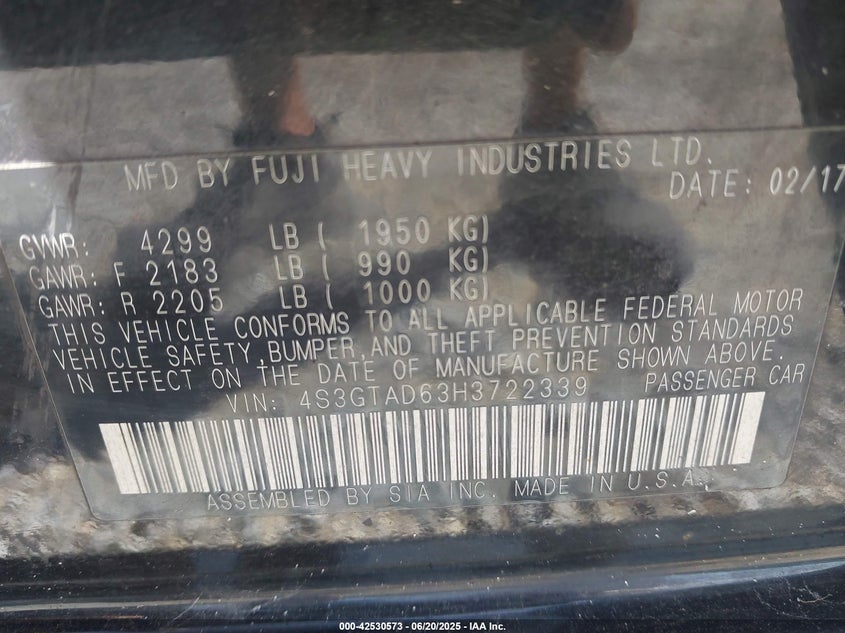 MFD BY FUJI HEAVY INDUSTRIES LTD.
DATE: 02/17
GVWR: 4299 LB ( 1950 KG)
GAWR: F 2183 LB ( 990 KG)
GAWR: R 2205 LB ( 1000 KG)
THIS VEHICLE CONFORMS TO ALL APPLICABLE FEDERAL MOTOR
VEHICLE SAFETY, BUMPER, AND THEFT PREVENTION STANDARDS
IN EFFECT ON THE DATE OF MANUFACTURE SHOWN ABOVE.
VIN: 4S3GTAD63H3722339 PASSENGER CAR
ASSEMBLED BY SIA INC. MADE IN U.S.A.
000-42530573 - 06/20/2025 - IAA Inc.